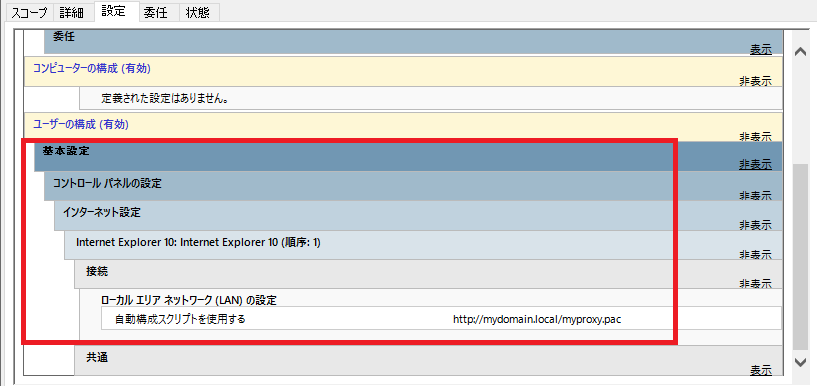 スコープ 詳細 設定 委任 状態
委任 表示
コンピューターの構成 (有効) 非表示
定義された設定はありません。
ユーザーの構成 (有効) 非表示
基本設定 非表示
コントロール パネルの設定 非表示
インターネット設定 非表示
Internet Explorer 10: Internet Explorer 10 (順序: 1) 非表示
接続 非表示
ローカル エリア ネットワーク (LAN) の設定
自動構成スクリプトを使用する http://mydomain.local/myproxy.pac
共通 表示